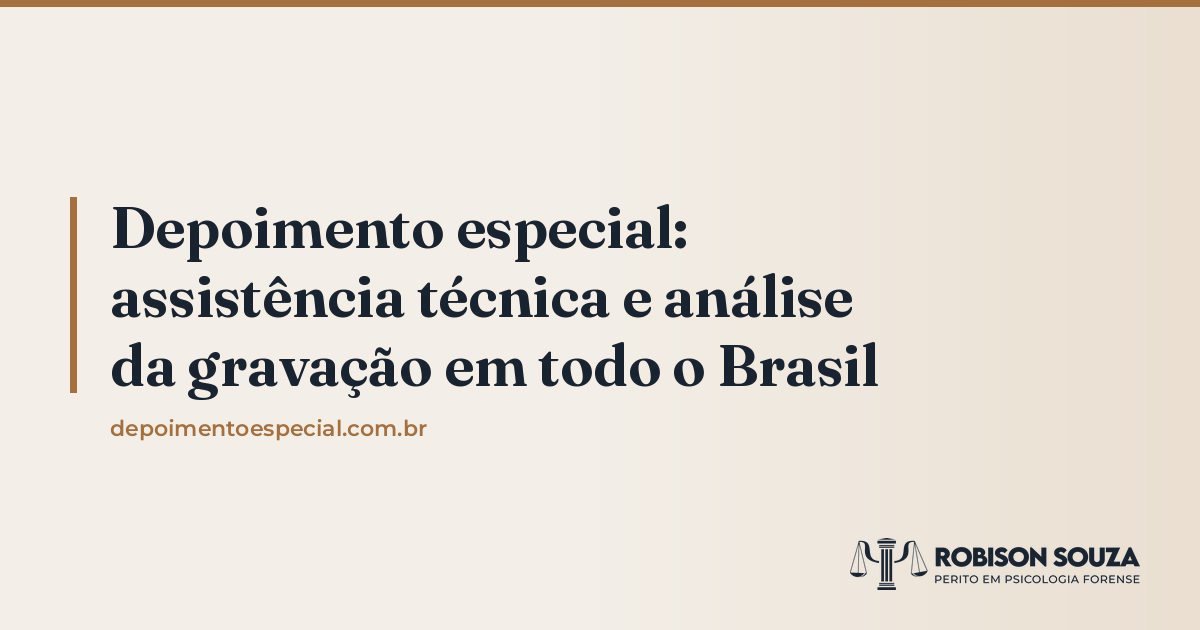 Depoimento especial:
assistência técnica e análise
da gravação em todo o Brasil
depoimentoespecial.com.br
ROBISON SOUZA
PERITO EM PSICOLOGIA FORENSE